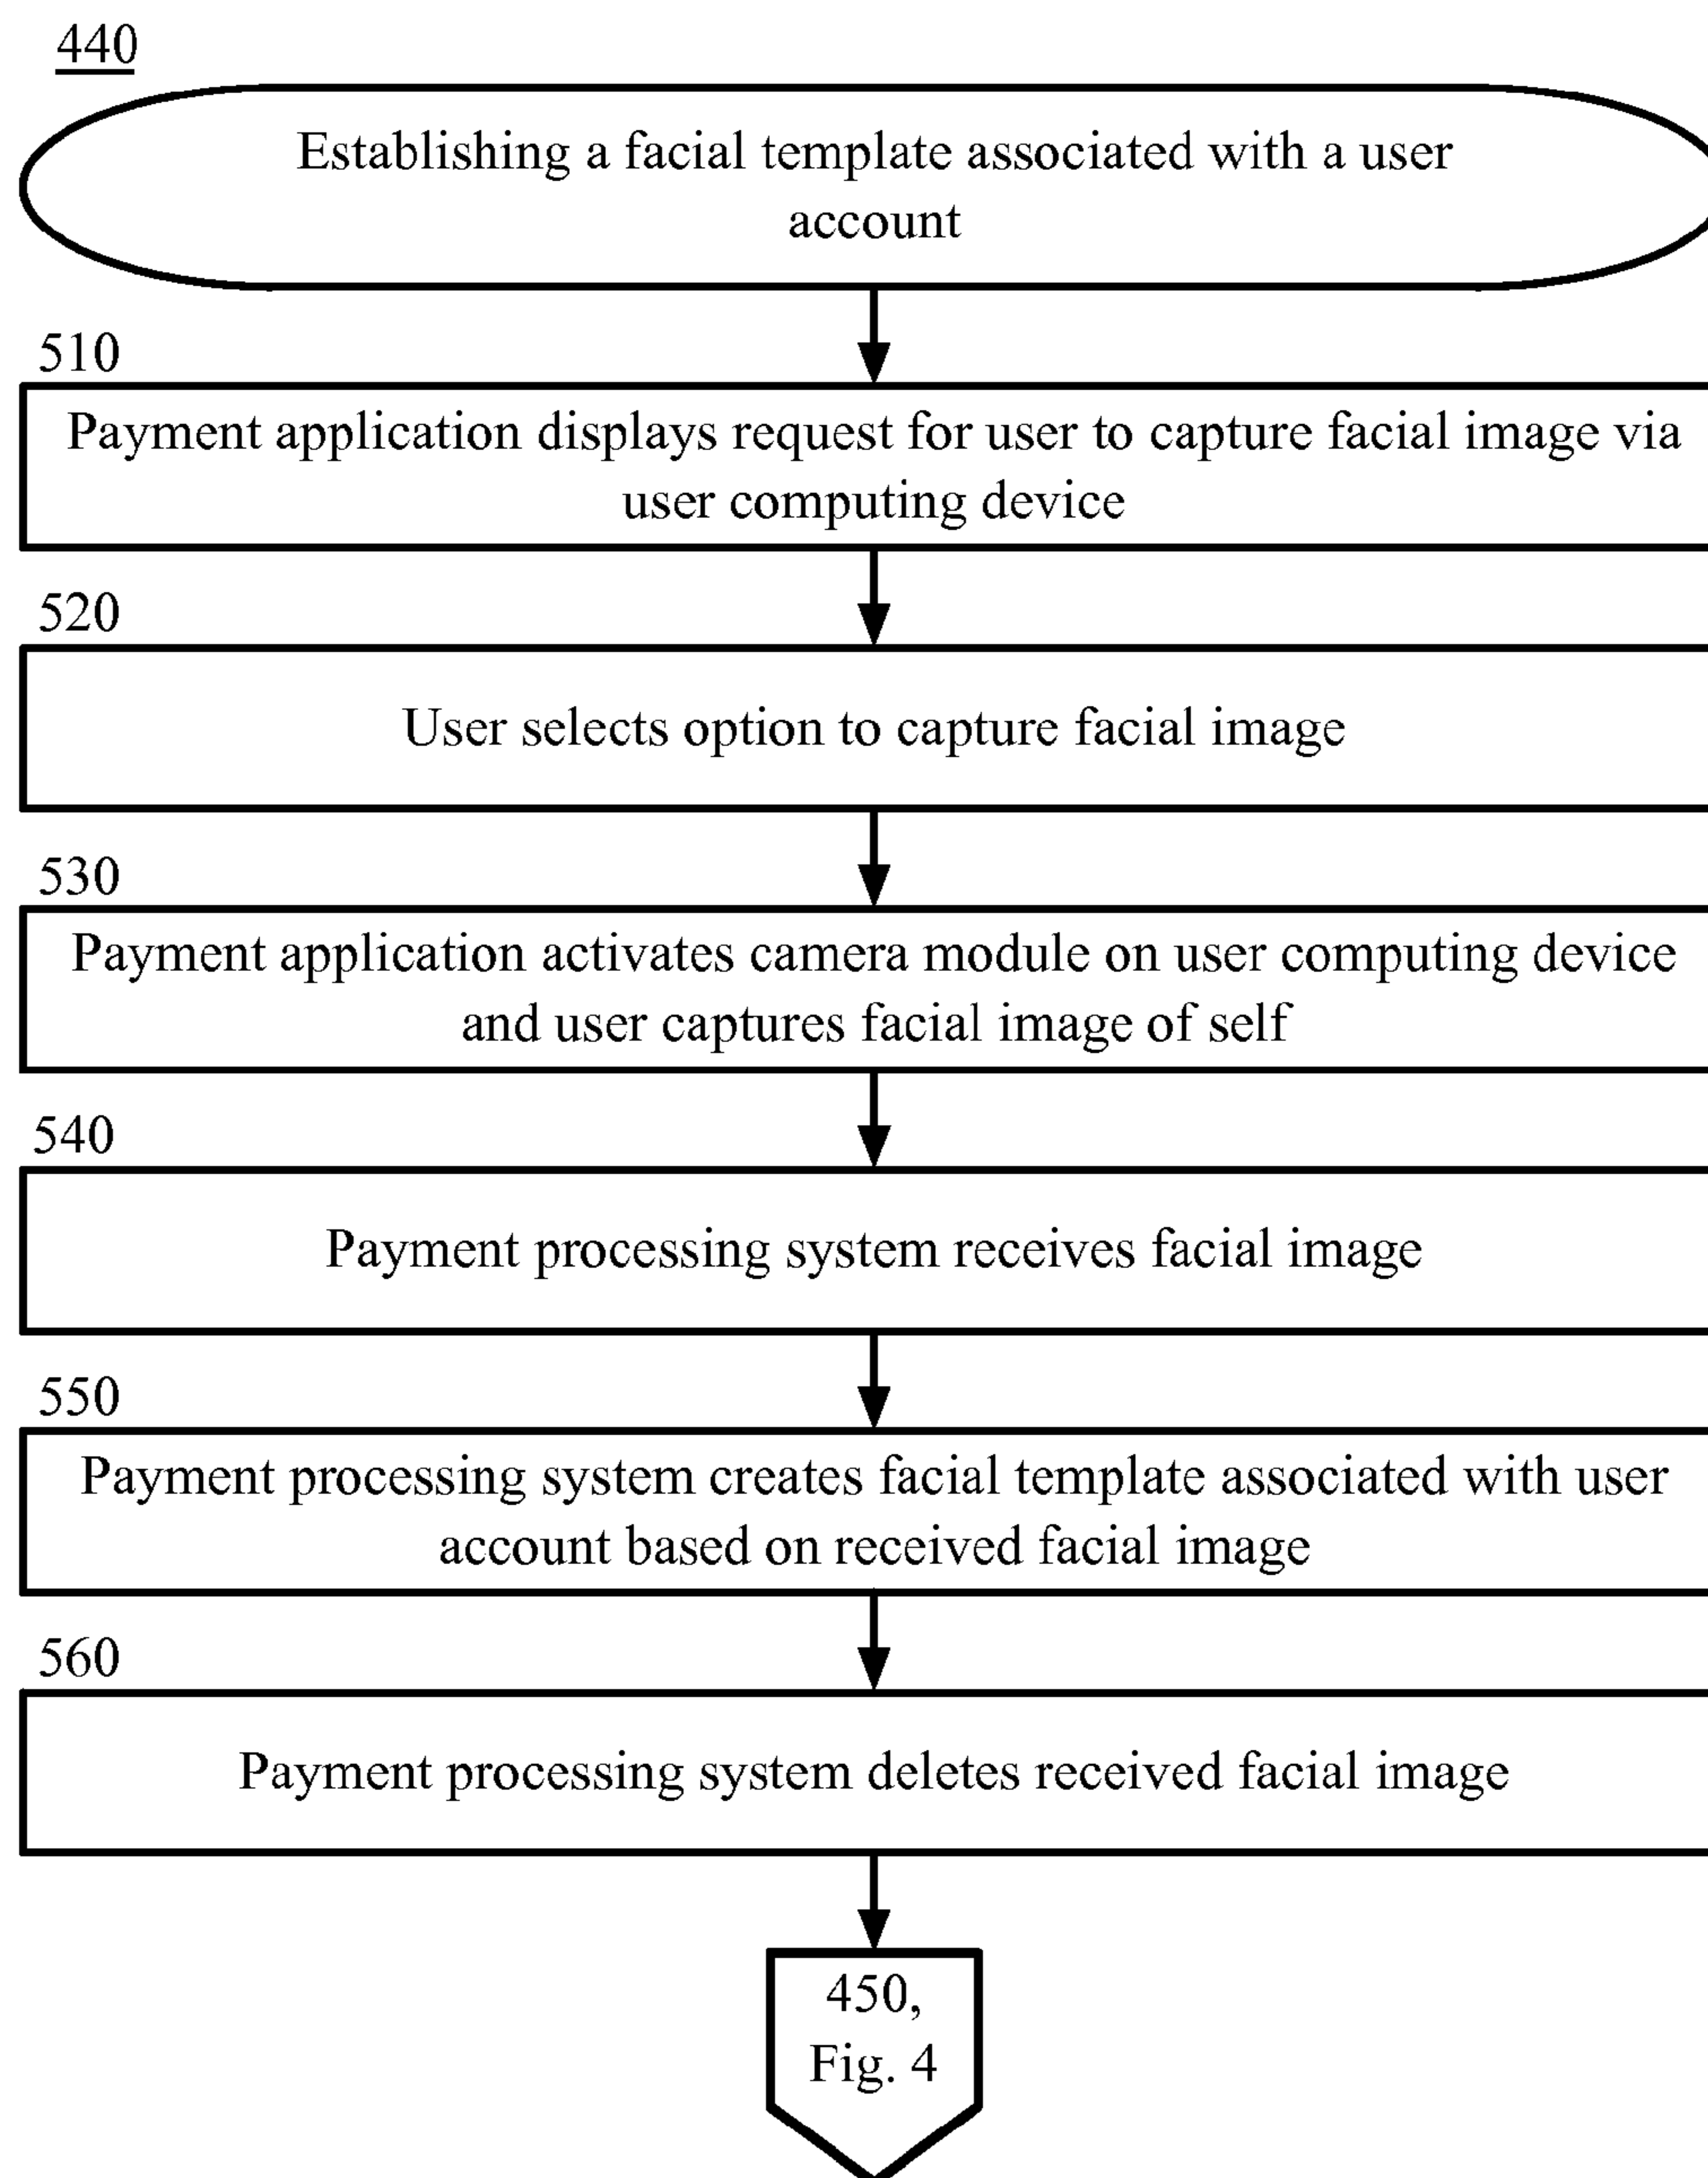 440
Establishing a facial template associated with a user
account
510
Payment application displays request for user to capture facial image via
user computing device
520
User selects option to capture facial image
530
Payment application activates camera module on user computing device
and user captures facial image of self
540
Payment processing system receives facial image
550
Payment processing system creates facial template associated with user
account based on received facial image
560
Payment processing system deletes received facial image
450,
Fig. 4